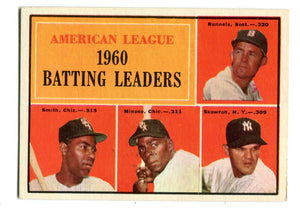 AMERICAN LEAGUE
1960
BATTING LEADERS
Runnels, Bost.—.320
Smith, Chic.—.315
Minoso, Chic.—.311
Skowron, N. Y.—.309